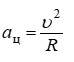 aц = υ²/R